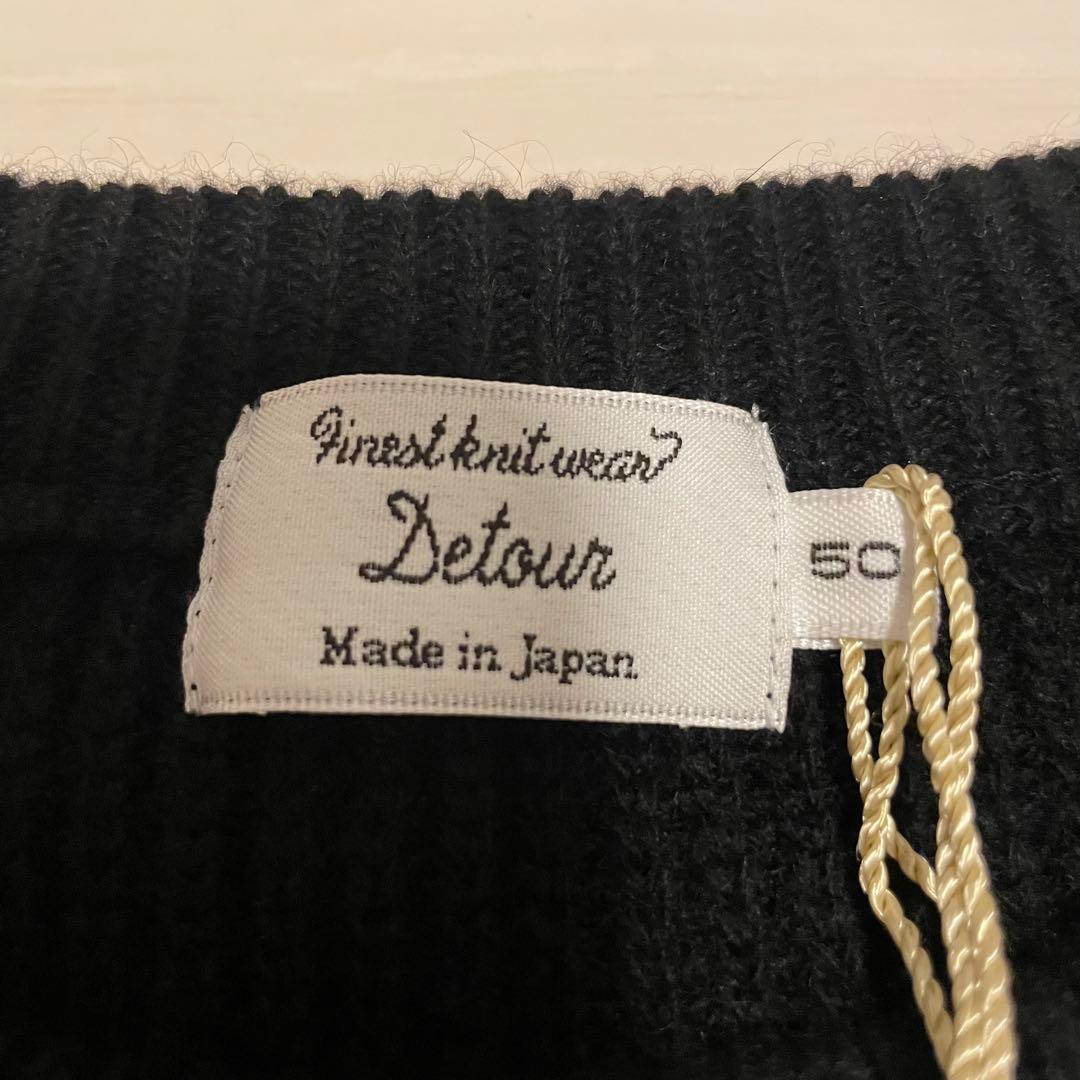 Finest knit wear
Detour
Made in Japan
50